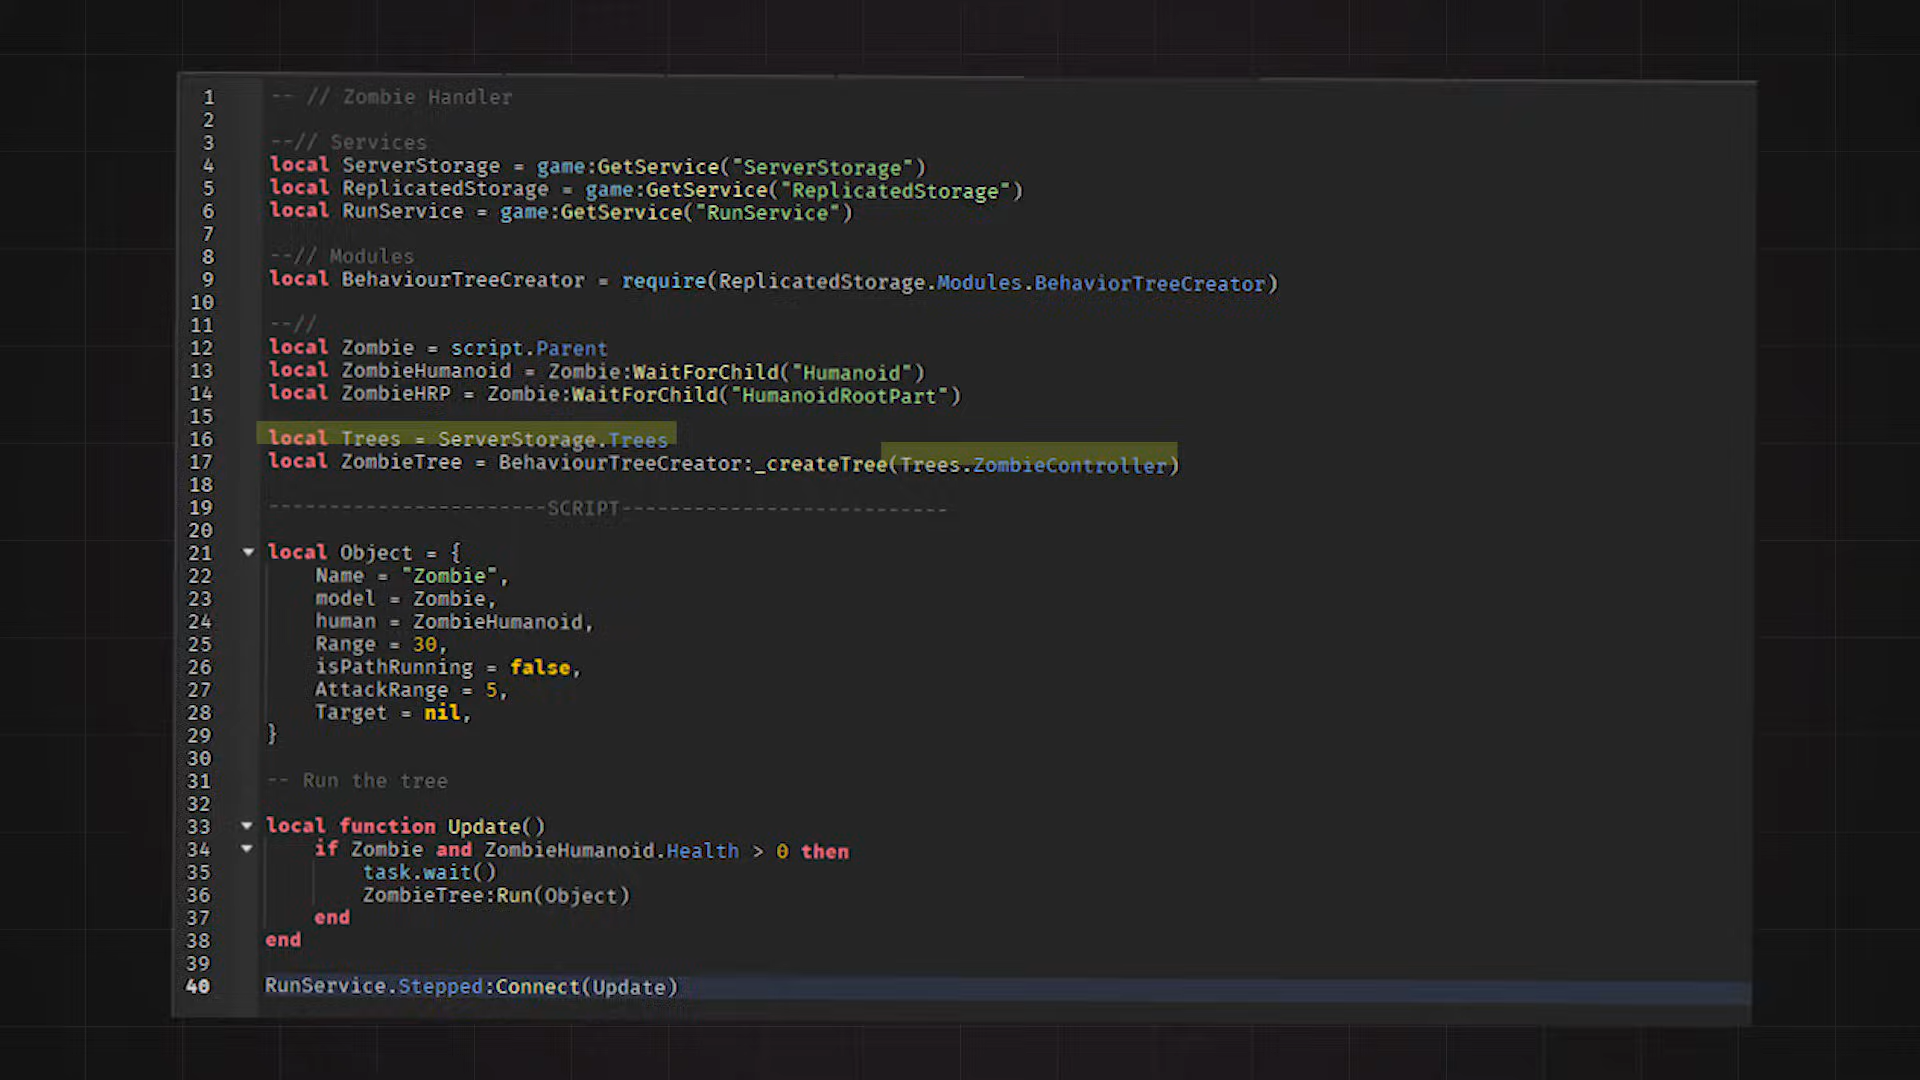 1 -- // Zombie Handler
2
3 --// Services
4 local ServerStorage = game:GetService("ServerStorage")
5 local ReplicatedStorage = game:GetService("ReplicatedStorage")
6 local RunService = game:GetService("RunService")
7
8 --// Modules
9 local BehaviourTreeCreator = require(ReplicatedStorage.Modules.BehaviorTreeCreator)
10
11 --//
12 local Zombie = script.Parent
13 local ZombieHumanoid = Zombie:WaitForChild("Humanoid")
14 local ZombieHRP = Zombie:WaitForChild("HumanoidRootPart")
15
16 local Trees = ServerStorage.Trees
17 local ZombieTree = BehaviourTreeCreator:_createTree(Trees.ZombieController)
18
19 -----------------------SCRIPT---------------------------
20
21 local Object = {
22     Name = "Zombie",
23     model = Zombie,
24     human = ZombieHumanoid,
25     Range = 30,
26     isPathRunning = false,
27     AttackRange = 5,
28     Target = nil,
29 }
30
31 -- Run the tree
32
33 local function Update()
34     if Zombie and ZombieHumanoid.Health > 0 then
35         task.wait()
36         ZombieTree:Run(Object)
37     end
38 end
39
40 RunService.Stepped:Connect(Update)